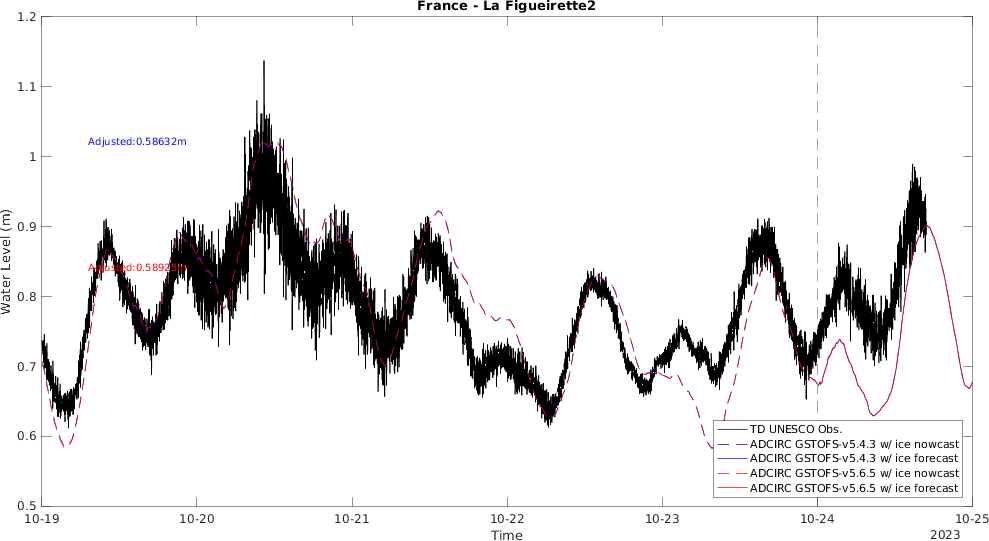 France - La Figueirette2
1.2
1.1
1
0.9
0.8
0.7
0.6
0.5
Water Level (m)
Adjusted:0.58632m
Adjusted:0.58925m
TD UNESCO Obs.
ADCIRC GSTOFS-v5.4.3 w/ ice nowcast
ADCIRC GSTOFS-v5.4.3 w/ ice forecast
ADCIRC GSTOFS-v5.6.5 w/ ice nowcast
ADCIRC GSTOFS-v5.6.5 w/ ice forecast
10-19 10-20 10-21 10-22 10-23 10-24 10-25
Time
2023